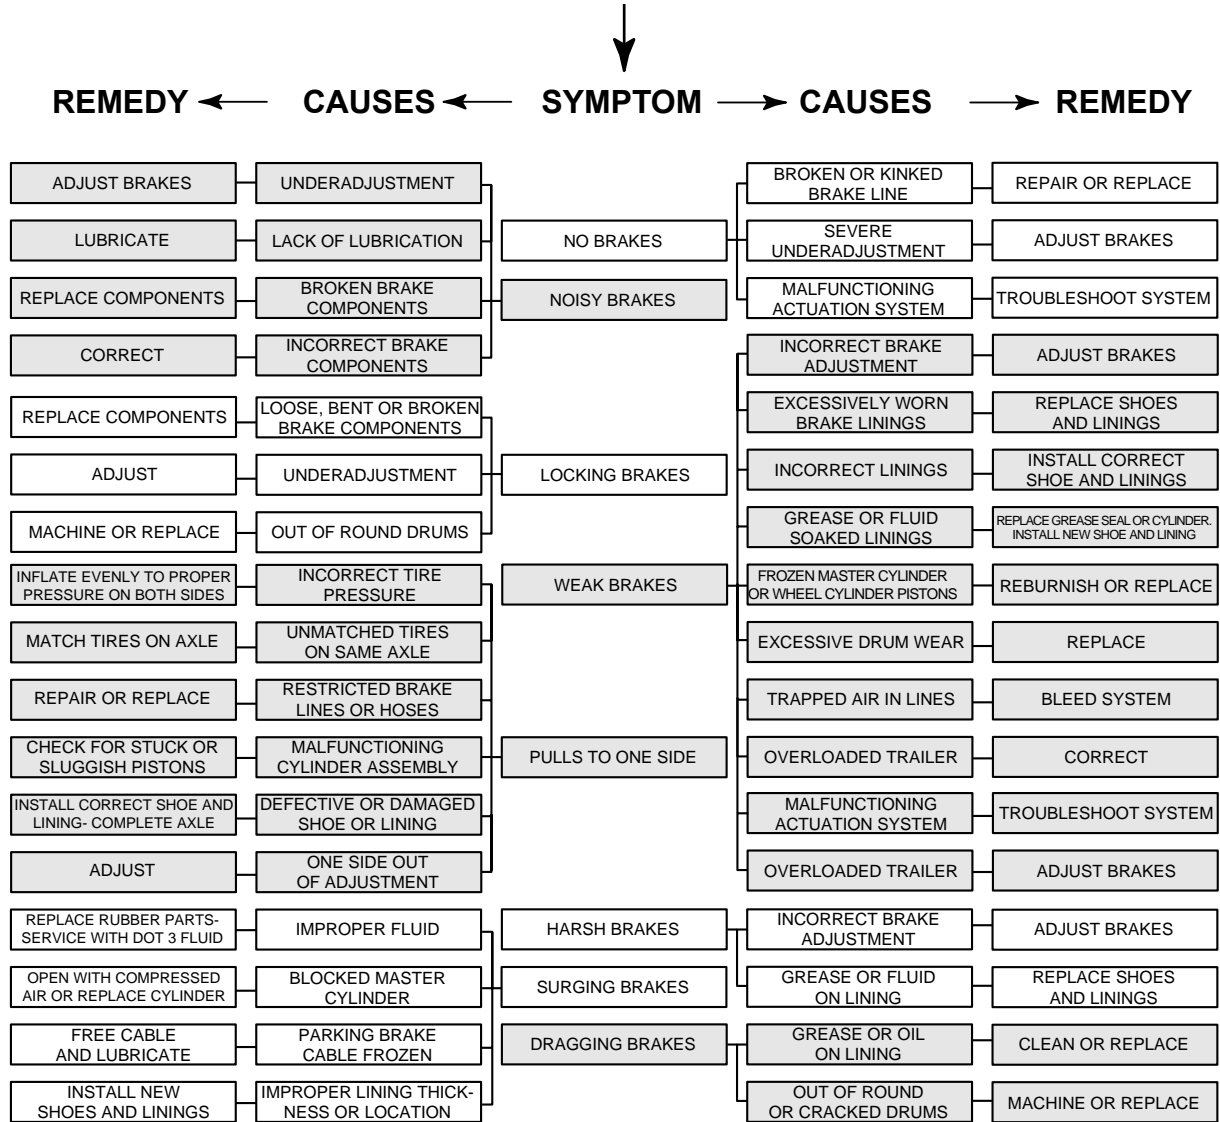 REMEDY CAUSES SYMPTOM CAUSES REMEDY
ADJUST BRAKES
UNDERADJUSTMENT
LUBRICATE
LACK OF LUBRICATION
REPLACE COMPONENTS
BROKEN BRAKE
COMPONENTS
CORRECT
INCORRECT BRAKE
COMPONENTS
REPLACE COMPONENTS
LOOSE, BENT OR BROKEN
BRAKE COMPONENTS
ADJUST
UNDERADJUSTMENT
MACHINE OR REPLACE
OUT OF ROUND DRUMS
INFLATE EVENLY TO PROPER
PRESSURE ON BOTH SIDES
INCORRECT TIRE
PRESSURE
MATCH TIRES ON AXLE
UNMATCHED TIRES
ON SAME AXLE
REPAIR OR REPLACE
RESTRICTED BRAKE
LINES OR HOSES
CHECK FOR STUCK OR
SLUGGISH PISTONS
MALFUNCTIONING
CYLINDER ASSEMBLY
INSTALL CORRECT SHOE AND
LINING- COMPLETE AXLE
DEFECTIVE OR DAMAGED
SHOE OR LINING
ADJUST
ONE SIDE OUT
OF ADJUSTMENT
REPLACE RUBBER PARTS-
SERVICE WITH DOT 3 FLUID
IMPROPER FLUID
OPEN WITH COMPRESSED
AIR OR REPLACE CYLINDER
BLOCKED MASTER
CYLINDER
FREE CABLE
AND LUBRICATE
PARKING BRAKE
CABLE FROZEN
INSTALL NEW
SHOES AND LININGS
IMPROPER LINING THICK-
NESS OR LOCATION
NO BRAKES
NOISY BRAKES
LOCKING BRAKES
WEAK BRAKES
PULLS TO ONE SIDE
HARSH BRAKES
SURGING BRAKES
DRAGGING BRAKES
BROKEN OR KINKED
BRAKE LINE
REPAIR OR REPLACE
SEVERE
UNDERADJUSTMENT
ADJUST BRAKES
MALFUNCTIONING
ACTUATION SYSTEM
TROUBLESHOOT SYSTEM
INCORRECT BRAKE
ADJUSTMENT
ADJUST BRAKES
EXCESSIVELY WORN
BRAKE LININGS
REPLACE SHOES
AND LININGS
INCORRECT LININGS
INSTALL CORRECT
SHOE AND LININGS
GREASE OR FLUID
SOAKED LININGS
REPLACE GREASE SEAL OR CYLINDER.
INSTALL NEW SHOE AND LINING
FROZEN MASTER CYLINDER
OR WHEEL CYLINDER PISTONS
REBURNISH OR REPLACE
EXCESSIVE DRUM WEAR
REPLACE
TRAPPED AIR IN LINES
BLEED SYSTEM
OVERLOADED TRAILER
CORRECT
MALFUNCTIONING
ACTUATION SYSTEM
TROUBLESHOOT SYSTEM
OVERLOADED TRAILER
ADJUST BRAKES
INCORRECT BRAKE
ADJUSTMENT
ADJUST BRAKES
GREASE OR FLUID
ON LINING
REPLACE SHOES
AND LININGS
GREASE OR OIL
ON LINING
CLEAN OR REPLACE
OUT OF ROUND
OR CRACKED DRUMS
MACHINE OR REPLACE